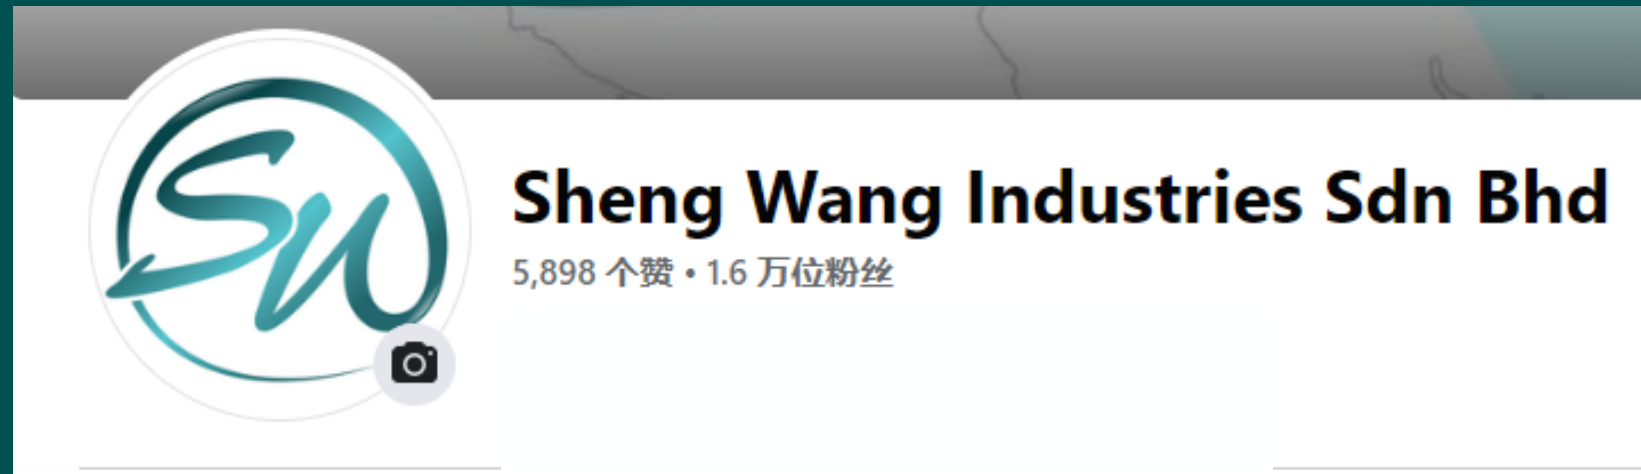 SW
Sheng Wang Industries Sdn Bhd
5,898 个赞 • 1.6 万位粉丝